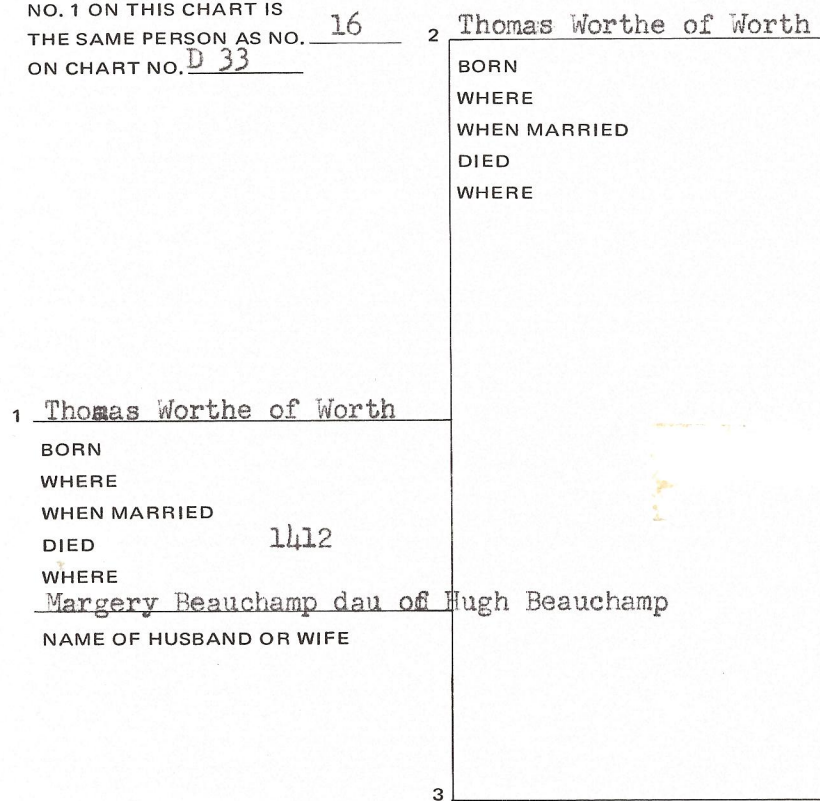 NO. 1 ON THIS CHART IS
THE SAME PERSON AS NO. 16
ON CHART NO. D 33
2 Thomas Worthe of Worth
BORN
WHERE
WHEN MARRIED
DIED
WHERE
1 Thomas Worthe of Worth
BORN
WHERE
WHEN MARRIED
DIED 1412
WHERE
Margery Beauchamp dau of Hugh Beauchamp
NAME OF HUSBAND OR WIFE
3